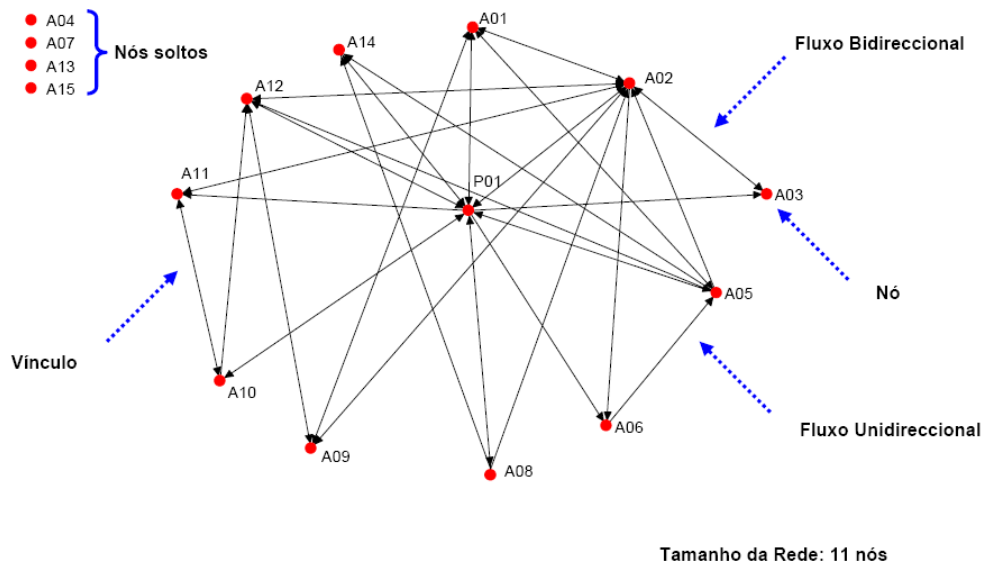 A04
A07
A13
A15
Nós soltos
A01
A14
Fluxo Bidireccional
A02
A12
A11
P01
A03
A05
Nó
Vínculo
A10
A06
Fluxo Unidireccional
A09
A08
Tamanho da Rede: 11 nós